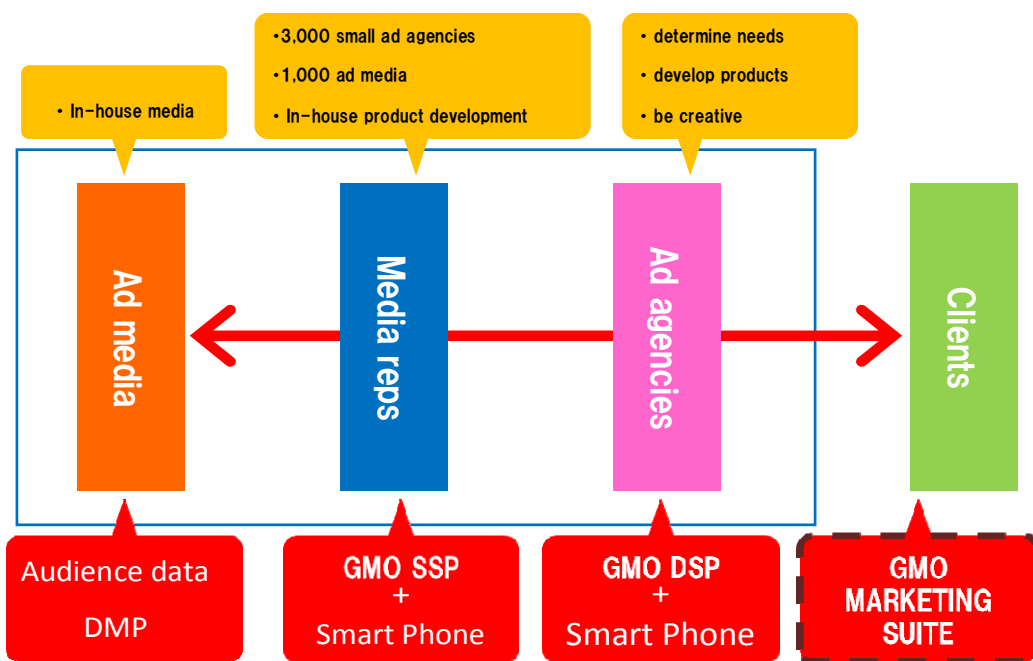 • In-house media
•3,000 small ad agencies
•1,000 ad media
• In-house product development
• determine needs
• develop products
• be creative
Ad media
Media reps
Ad agencies
Clients
Audience data
DMP
GMO SSP
+
Smart Phone
GMO DSP
+
Smart Phone
GMO
MARKETING
SUITE